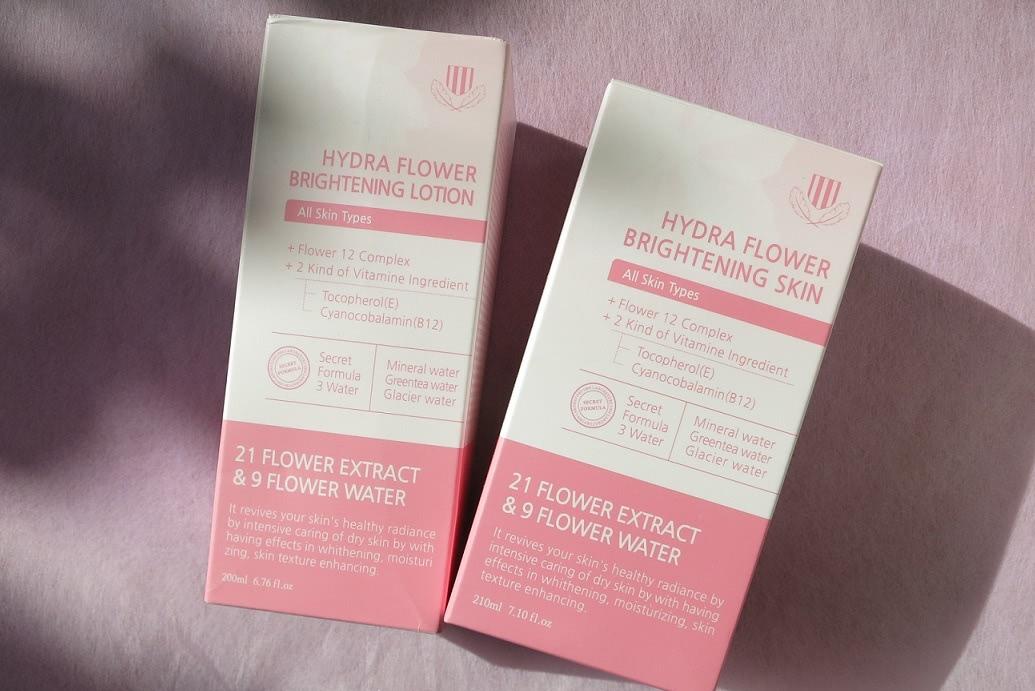 HYDRA FLOWER
BRIGHTENING LOTION
All Skin Types
+ Flower 12 Complex
+ 2 Kind of Vitamine Ingredient
Tocopherol(E)
Cyanocobalamin(B12)
SECRET
FORMULA
Secret
Formula
3 Water
Mineral water
Greentea water
Glacier water
21 FLOWER EXTRACT
& 9 FLOWER WATER
It revives your skin's healthy radiance
by intensive caring of dry skin by with
having effects in whithening, moisturi
zing, skin texture enhancing.
200ml 6.76 fl.oz
HYDRA FLOWER
BRIGHTENING SKIN
All Skin Types
+ Flower 12 Complex
+ 2 Kind of Vitamine Ingredient
Tocopherol(E)
Cyanocobalamin(B12)
SECRET
FORMULA
Secret
Formula
3 Water
Mineral water
Greentea water
Glacier water
21 FLOWER EXTRACT
& 9 FLOWER WATER
It revives your skin's healthy radiance by
intensive caring of dry skin by with having
effects in whithening, moisturizing, skin
texture enhancing.
210ml 7.10 fl.oz